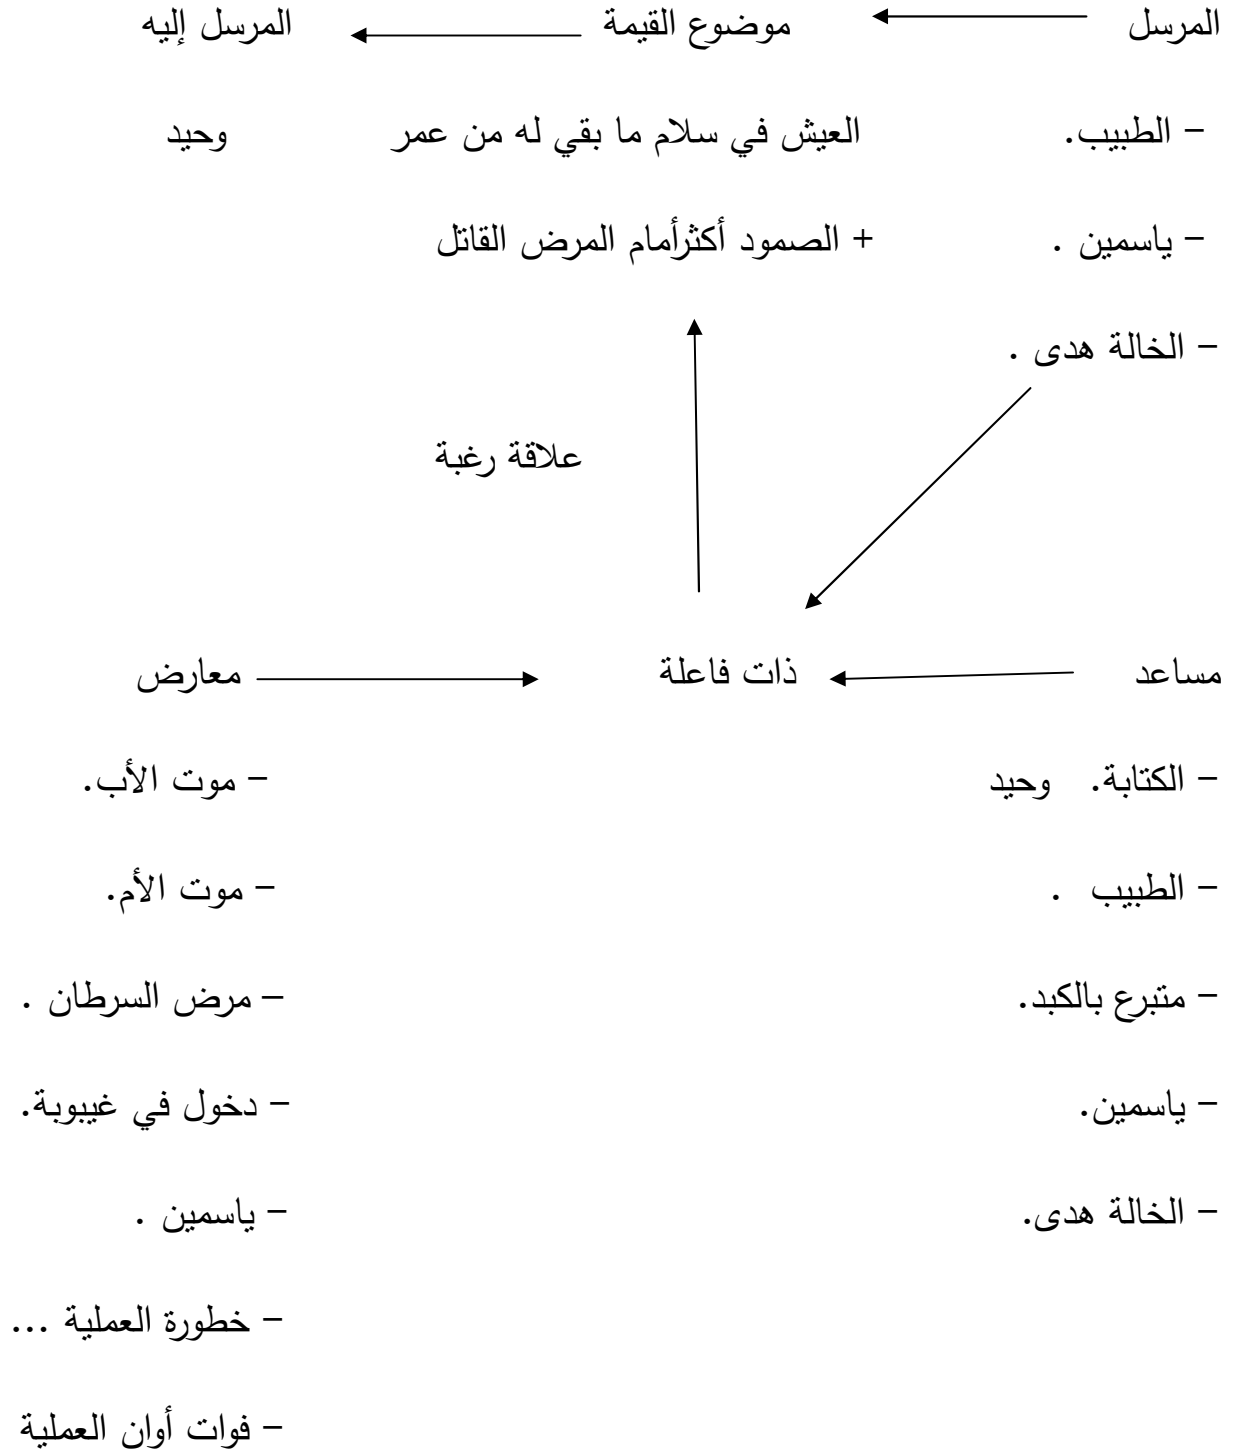 المرسل موضوع القيمة المرسل إليه
- الطبيب. العيش في سلام ما بقي له من عمر وحيد
- ياسمين . + الصمود أكثرأمام المرض القاتل
- الخالة هدى .
علاقة رغبة
مساعد ذات فاعلة معارض
- الكتابة. وحيد - موت الأب.
- الطبيب . - موت الأم.
- متبرع بالكبد. - مرض السرطان .
- ياسمين. - دخول في غيبوبة.
- الخالة هدى. - ياسمين .
- خطورة العملية ...
- فوات أوان العملية